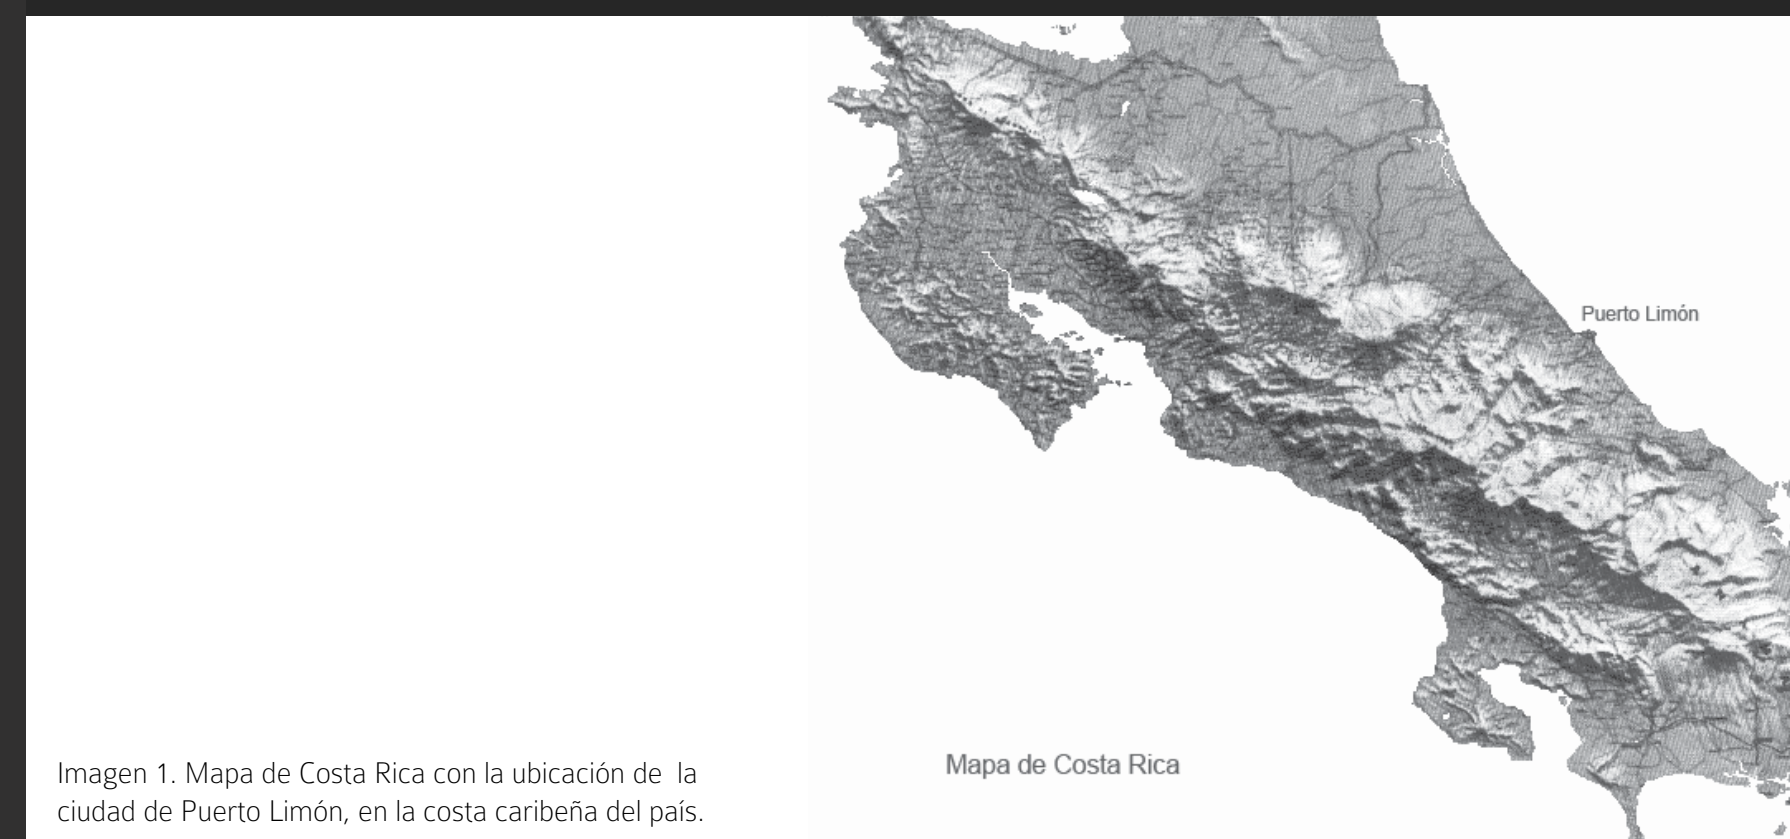 Puerto Limón
Mapa de Costa Rica
Imagen 1. Mapa de Costa Rica con la ubicación de  la
ciudad de Puerto Limón, en la costa caribeña del país.